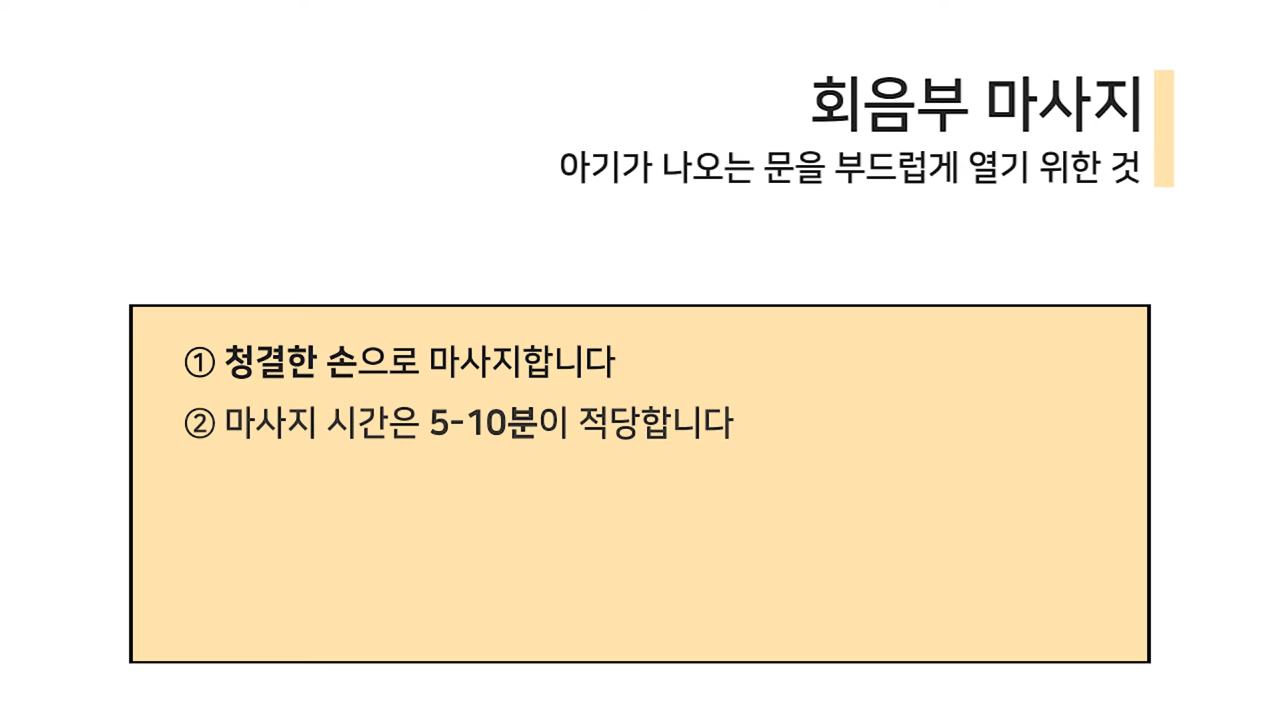 회음부 마사지
아기가 나오는 문을 부드럽게 열기 위한 것
① 청결한 손으로 마사지합니다
② 마사지 시간은 5-10분이 적당합니다